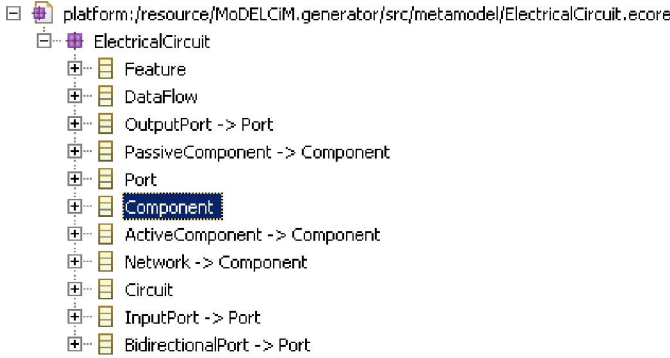 platform:/resource/MoDELCiM.generator/src/metamodel/ElectricalCircuit.ecore
ElectricalCircuit
Feature
DataFlow
OutputPort -> Port
PassiveComponent -> Component
Port
Component
ActiveComponent -> Component
Network -> Component
Circuit
InputPort -> Port
BidirectionalPort -> Port